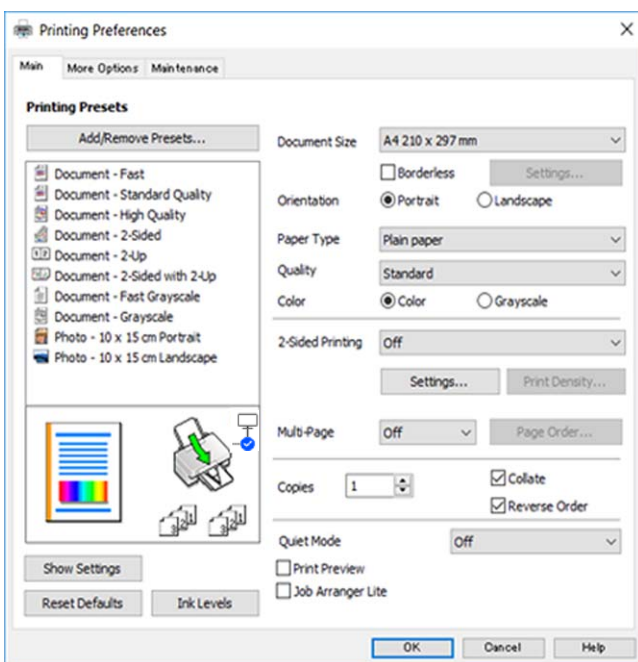 Printing Preferences
Main More Options Maintenance
Printing Presets
Add/Remove Presets...
Document - Fast
Document - Standard Quality
Document - High Quality
Document - 2-Sided
Document - 2-Up
Document - 2-Sided with 2-Up
Document - Fast Grayscale
Document - Grayscale
Photo - 10 x 15 cm Portrait
Photo - 10 x 15 cm Landscape
Show Settings
Reset Defaults Ink Levels
Document Size A4 210 x 297 mm
Borderless Settings...
Orientation Portrait Landscape
Paper Type Plain paper
Quality Standard
Color Color Grayscale
2-Sided Printing Off
Settings... Print Density...
Multi-Page Off Page Order...
Copies 1 Collate
Reverse Order
Quiet Mode Off
Print Preview
Job Arranger Lite
OK Cancel Help